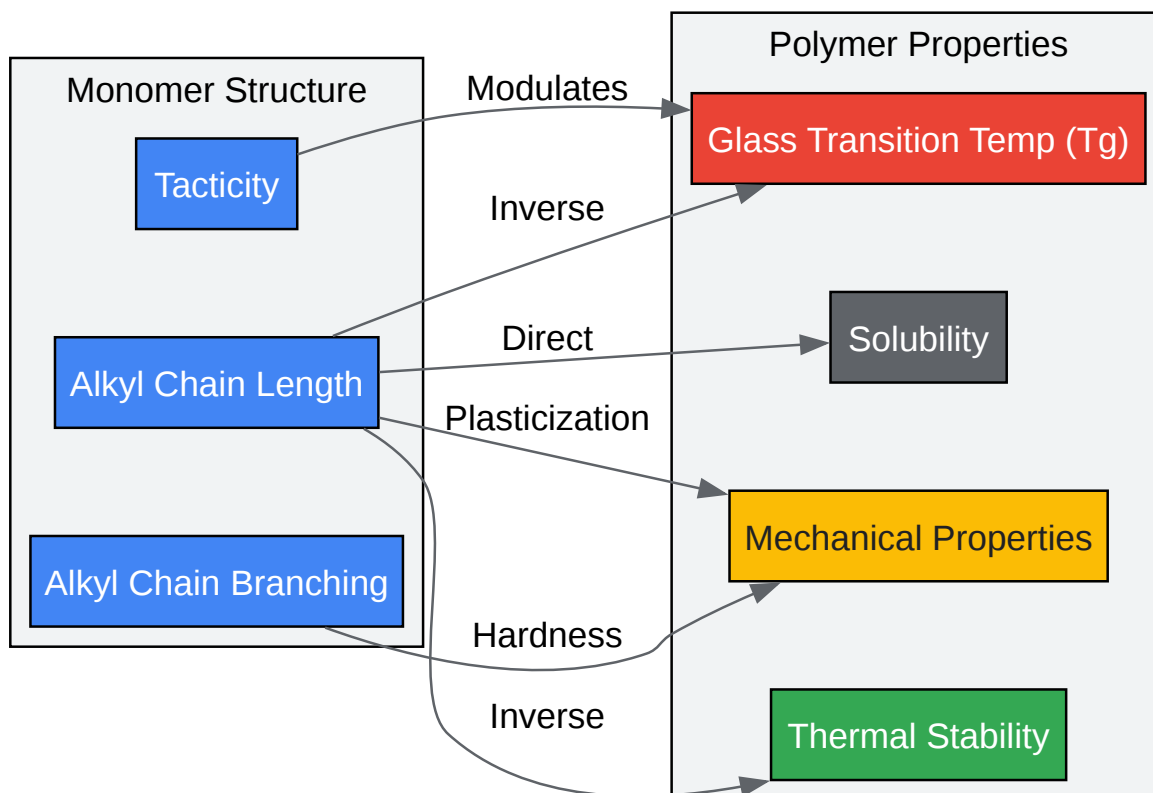 Monomer Structure
Tacticity
Alkyl Chain Length
Alkyl Chain Branching
Modulates
Inverse
Direct
Plasticization
Hardness
Inverse
Polymer Properties
Glass Transition Temp (Tg)
Solubility
Mechanical Properties
Thermal Stability